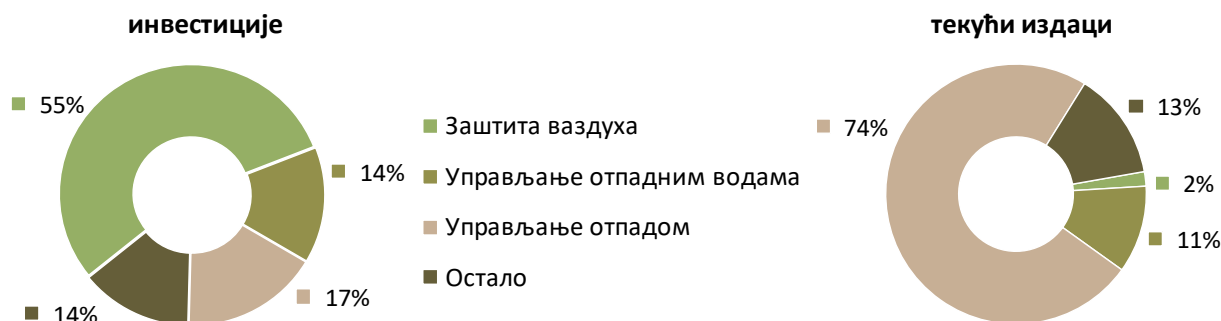 инвестиције
55%
14%
17%
14%
Заштита ваздуха
Управљање отпадним водама
Управљање отпадом
Остало
текући издаци
74%
13%
2%
11%